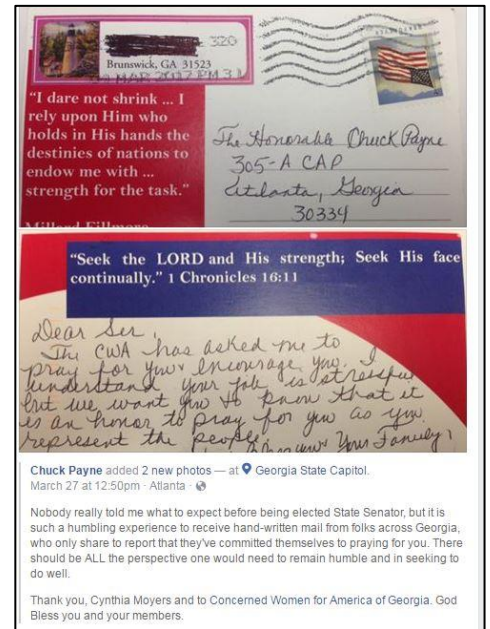 320
Brunswick, GA 31523
MAR 2017 PM 3 L
"I dare not shrink ... I
rely upon Him who
holds in His hands the
destinies of nations to
endow me with ...
strength for the task."
Millard Fillmore
The Honorable Chuck Payne
305-A CAP
Atlanta, Georgia
30334
"Seek the LORD and His strength; Seek His face
continually." 1 Chronicles 16:11
Dear Sir,
The CWA has asked me to
pray for you & encourage you. I
understand your job is stressful
but we want you to know that it
is an honor to pray for you as you
represent the people.
your Family,
Chuck Payne added 2 new photos — at Georgia State Capitol.
March 27 at 12:50pm · Atlanta ·
Nobody really told me what to expect before being elected State Senator, but it is
such a humbling experience to receive hand-written mail from folks across Georgia,
who only share to report that they've committed themselves to praying for you. There
should be ALL the perspective one would need to remain humble and in seeking to
do well.
Thank you, Cynthia Moyers and to Concerned Women for America of Georgia. God
Bless you and your members.